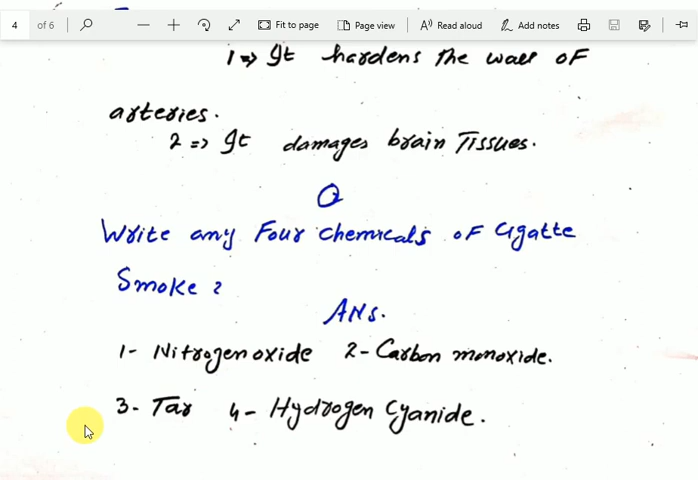 4 of 6 Fit to page Page view Read aloud Add notes
1 => It hardens the wall of
arteries.
2 => It damages brain Tissues.
Q
Write any Four chemicals of Cigatte
Smoke ?
ANS.
1- Nitrogen oxide 2- Carbon monoxide.
3- Tar 4- Hydrogen Cyanide.